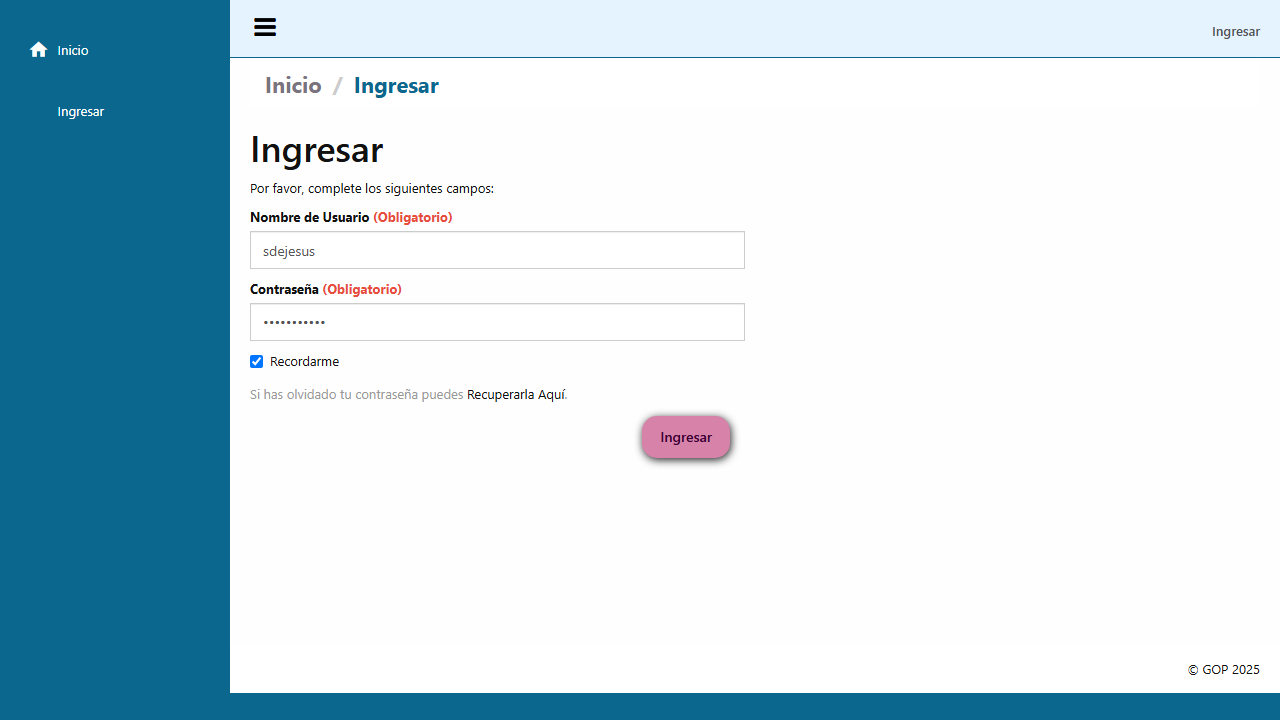 Inicio
Ingresar
Ingresar
Inicio / Ingresar
Ingresar
Por favor, complete los siguientes campos:
Nombre de Usuario (Obligatorio)
sdejesus
Contraseña (Obligatorio)
•••••••••••
Recordarme
Si has olvidado tu contraseña puedes Recuperarla Aquí.
Ingresar
© GOP 2025